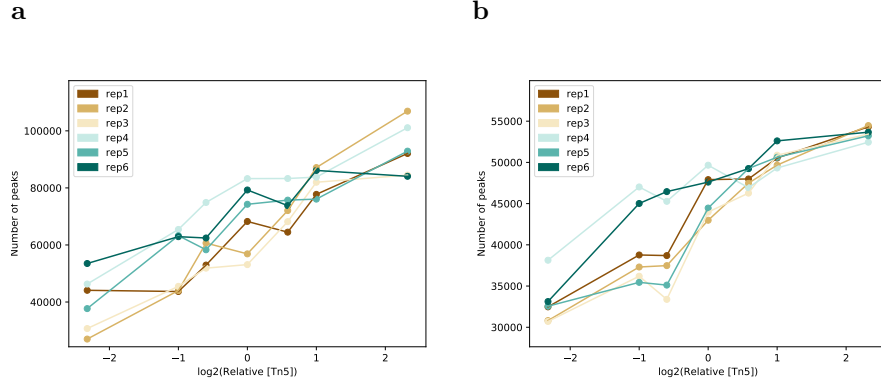 a
b
rep1
rep2
rep3
rep4
rep5
rep6
100000
80000
60000
40000
Number of peaks
−2
−1
0
1
2
log2(Relative [Tn5])
rep1
rep2
rep3
rep4
rep5
rep6
55000
50000
45000
40000
35000
30000
Number of peaks
−2
−1
0
1
2
log2(Relative [Tn5])